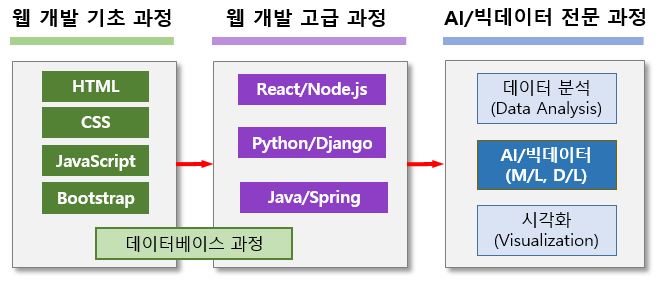 웹 개발 기초 과정
웹 개발 고급 과정
AI/빅데이터 전문 과정
HTML
CSS
JavaScript
Bootstrap
React/Node.js
Python/Django
Java/Spring
데이터베이스 과정
데이터 분석
(Data Analysis)
AI/빅데이터
(M/L, D/L)
시각화
(Visualization)